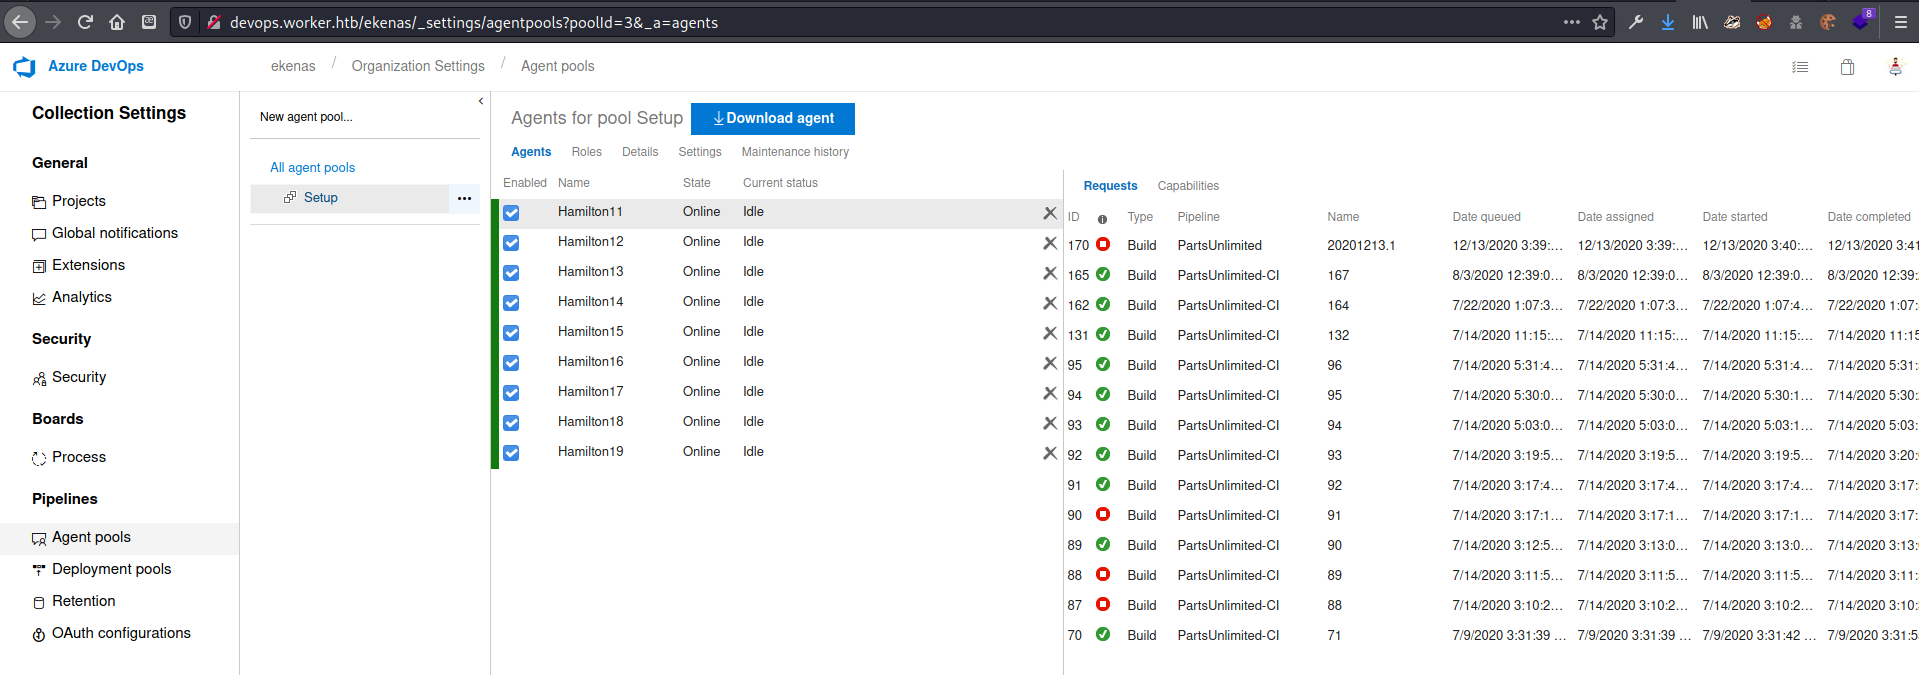 devops.worker.htb/ekenas/_settings/agentpools?poolId=3&_a=agents
8
Azure DevOps
ekenas / Organization Settings / Agent pools
Collection Settings
General
Projects
Global notifications
Extensions
Analytics
Security
Security
Boards
Process
Pipelines
Agent pools
Deployment pools
Retention
OAuth configurations
New agent pool...
All agent pools
Setup
Agents for pool Setup
Download agent
Agents Roles Details Settings Maintenance history
Enabled Name State Current status
Hamilton11 Online Idle
Hamilton12 Online Idle
Hamilton13 Online Idle
Hamilton14 Online Idle
Hamilton15 Online Idle
Hamilton16 Online Idle
Hamilton17 Online Idle
Hamilton18 Online Idle
Hamilton19 Online Idle
Requests Capabilities
ID Type Pipeline Name Date queued Date assigned Date started Date completed
170 Build PartsUnlimited 20201213.1 12/13/2020 3:39:... 12/13/2020 3:39:... 12/13/2020 3:40:... 12/13/2020 3:41
165 Build PartsUnlimited-CI 167 8/3/2020 12:39:0... 8/3/2020 12:39:0... 8/3/2020 12:39:0... 8/3/2020 12:39:
162 Build PartsUnlimited-CI 164 7/22/2020 1:07:3... 7/22/2020 1:07:3... 7/22/2020 1:07:4... 7/22/2020 1:07:
131 Build PartsUnlimited-CI 132 7/14/2020 11:15:... 7/14/2020 11:15:... 7/14/2020 11:15:... 7/14/2020 11:15
95 Build PartsUnlimited-CI 96 7/14/2020 5:31:4... 7/14/2020 5:31:4... 7/14/2020 5:31:4... 7/14/2020 5:31:
94 Build PartsUnlimited-CI 95 7/14/2020 5:30:0... 7/14/2020 5:30:0... 7/14/2020 5:30:1... 7/14/2020 5:30:
93 Build PartsUnlimited-CI 94 7/14/2020 5:03:0... 7/14/2020 5:03:0... 7/14/2020 5:03:1... 7/14/2020 5:03:
92 Build PartsUnlimited-CI 93 7/14/2020 3:19:5... 7/14/2020 3:19:5... 7/14/2020 3:19:5... 7/14/2020 3:20:
91 Build PartsUnlimited-CI 92 7/14/2020 3:17:4... 7/14/2020 3:17:4... 7/14/2020 3:17:4... 7/14/2020 3:17:
90 Build PartsUnlimited-CI 91 7/14/2020 3:17:1... 7/14/2020 3:17:1... 7/14/2020 3:17:1... 7/14/2020 3:17:
89 Build PartsUnlimited-CI 90 7/14/2020 3:12:5... 7/14/2020 3:13:0... 7/14/2020 3:13:0... 7/14/2020 3:13:
88 Build PartsUnlimited-CI 89 7/14/2020 3:11:5... 7/14/2020 3:11:5... 7/14/2020 3:11:5... 7/14/2020 3:11:
87 Build PartsUnlimited-CI 88 7/14/2020 3:10:2... 7/14/2020 3:10:2... 7/14/2020 3:10:2... 7/14/2020 3:10:
70 Build PartsUnlimited-CI 71 7/9/2020 3:31:39 ... 7/9/2020 3:31:39 ... 7/9/2020 3:31:42 ... 7/9/2020 3:31:5